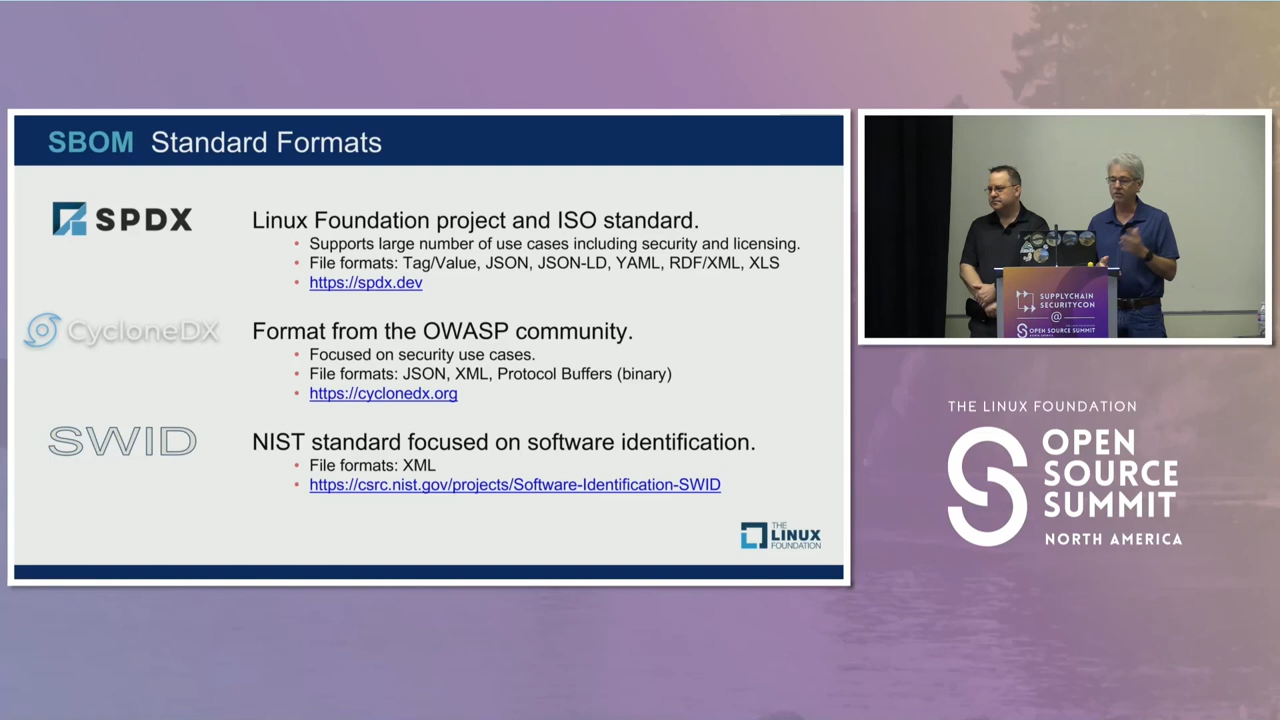 SBOM Standard Formats
SPDX
Linux Foundation project and ISO standard.
• Supports large number of use cases including security and licensing.
• File formats: Tag/Value, JSON, JSON-LD, YAML, RDF/XML, XLS
• https://spdx.dev
CycloneDX
Format from the OWASP community.
• Focused on security use cases.
• File formats: JSON, XML, Protocol Buffers (binary)
• https://cyclonedx.org
SWID
NIST standard focused on software identification.
• File formats: XML
• https://csrc.nist.gov/projects/Software-Identification-SWID
THE
LINUX
FOUNDATION
SUPPLYCHAIN
SECURITYCON
@
OPEN SOURCE SUMMIT
THE LINUX FOUNDATION
OPEN
SOURCE
SUMMIT
NORTH AMERICA